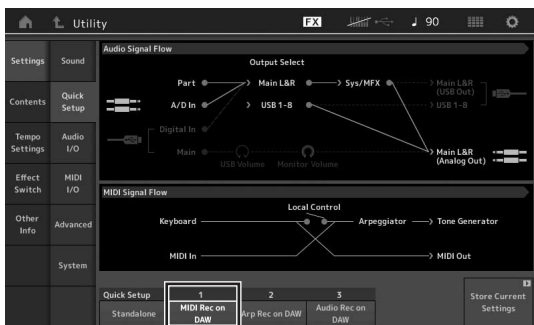 Utility
FX
90
Settings
Sound
Contents
Quick
Setup
Tempo
Settings
Audio
I/O
Effect
Switch
MIDI
I/O
Other
Info
Advanced
System
Audio Signal Flow
Output Select
Part
Main L&R
Sys/MFX
Main L&R
(USB Out)
A/D In
USB 1-8
USB 1-8
Digital In
Main
USB Volume
Monitor Volume
Main L&R
(Analog Out)
MIDI Signal Flow
Local Control
Keyboard
Arpeggiator
Tone Generator
MIDI In
MIDI Out
Quick Setup
1
2
3
Standalone
MIDI Rec on
DAW
Arp Rec on DAW
Audio Rec on
DAW
Store Current
Settings